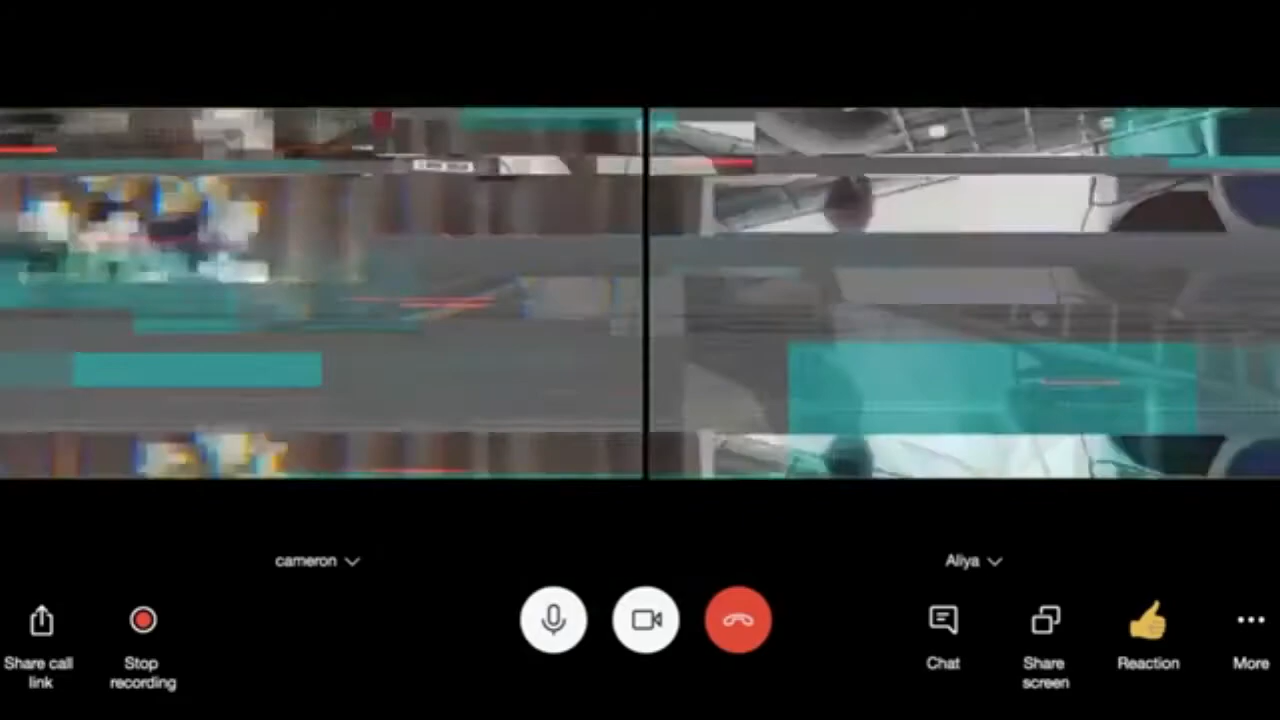 cameron
Aliya
Share call
link
Stop
recording
Chat
Share
screen
Reaction
More